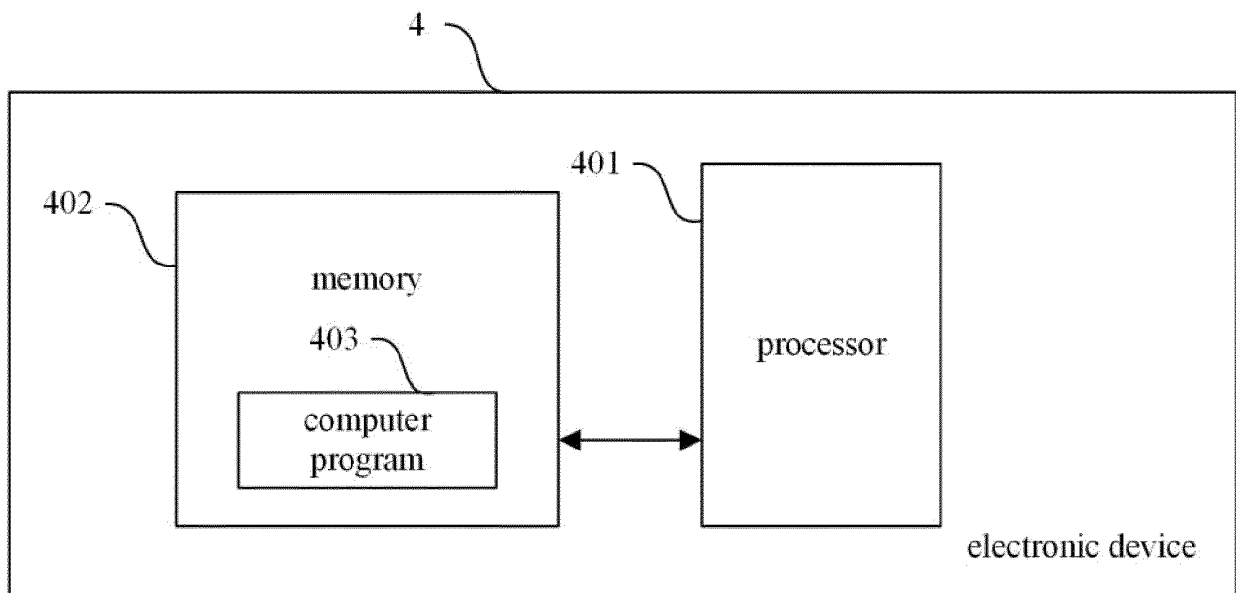 4
401
402
memory
403
processor
computer
program
electronic device